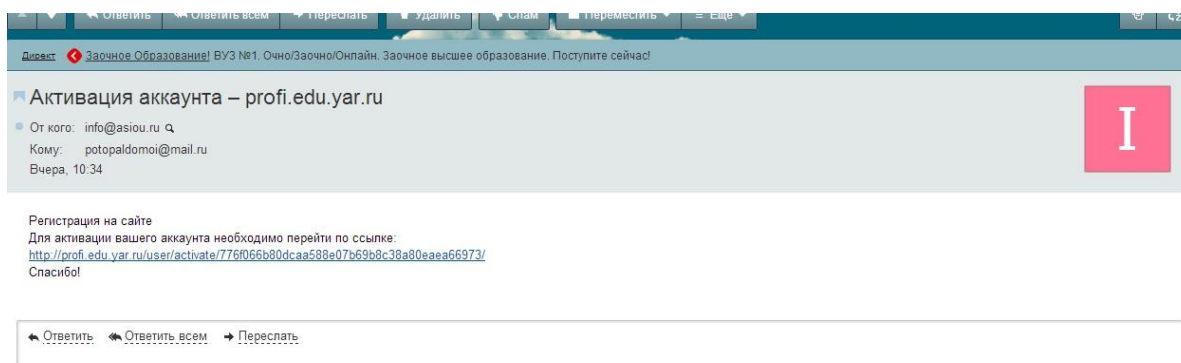 Ответить Ответить всем Переслать Удалить Спам Переместить Ещё
Директ Заочное Образование! ВУЗ №1. Очно/Заочно/Онлайн. Заочное высшее образование. Поступите сейчас!
Активация аккаунта – profi.edu.yar.ru
I
От кого: info@asiou.ru
Кому: potopaldomoi@mail.ru
Вчера, 10:34
Регистрация на сайте
Для активации вашего аккаунта необходимо перейти по ссылке:
http://profi.edu.yar.ru/user/activate/776f066b80dcaa588e07b69b8c38a80eaea66973/
Спасибо!
Ответить Ответить всем Переслать